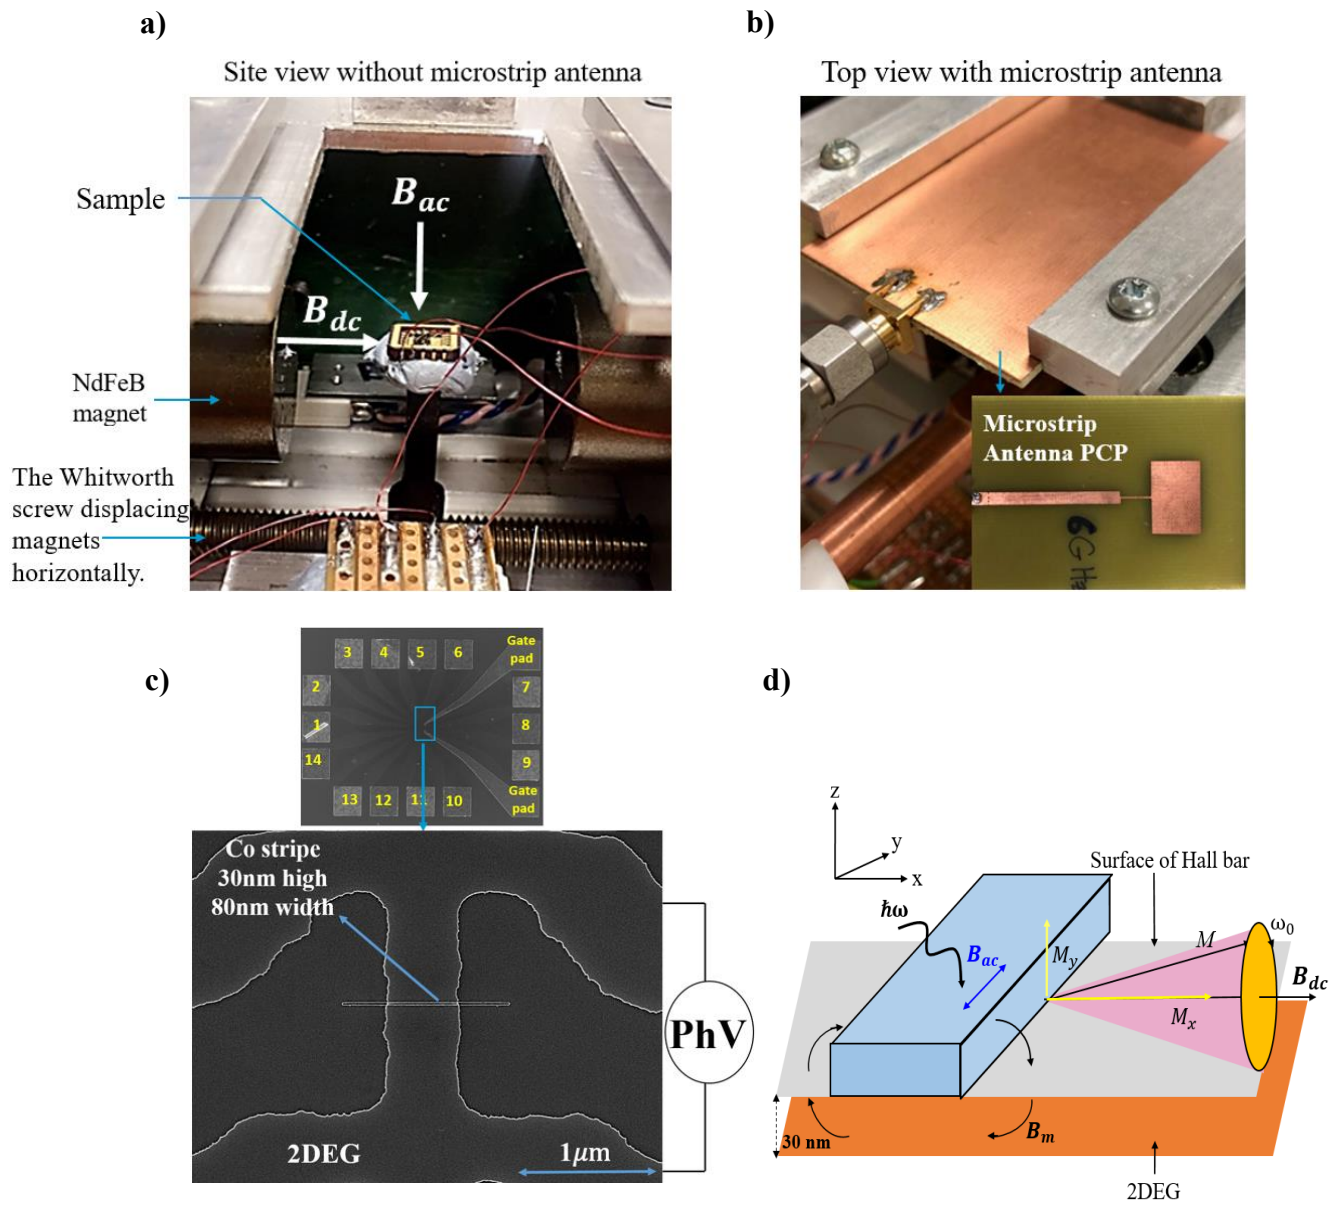 a)
Site view without microstrip antenna
Sample
B_ac
B_dc
NdFeB
magnet
The Whitworth
screw displacing
magnets
horizontally.
b)
Top view with microstrip antenna
Microstrip
Antenna PCP
6GHz
c)
3
4
5
6
Gate
pad
2
7
1
8
14
9
13
12
11
10
Gate
pad
Co stripe
30nm high
80nm width
2DEG
1μm
PhV
d)
z
y
x
Surface of Hall bar
ħω
B_ac
M_y
M
ω_0
B_dc
M_x
B_m
30 nm
2DEG